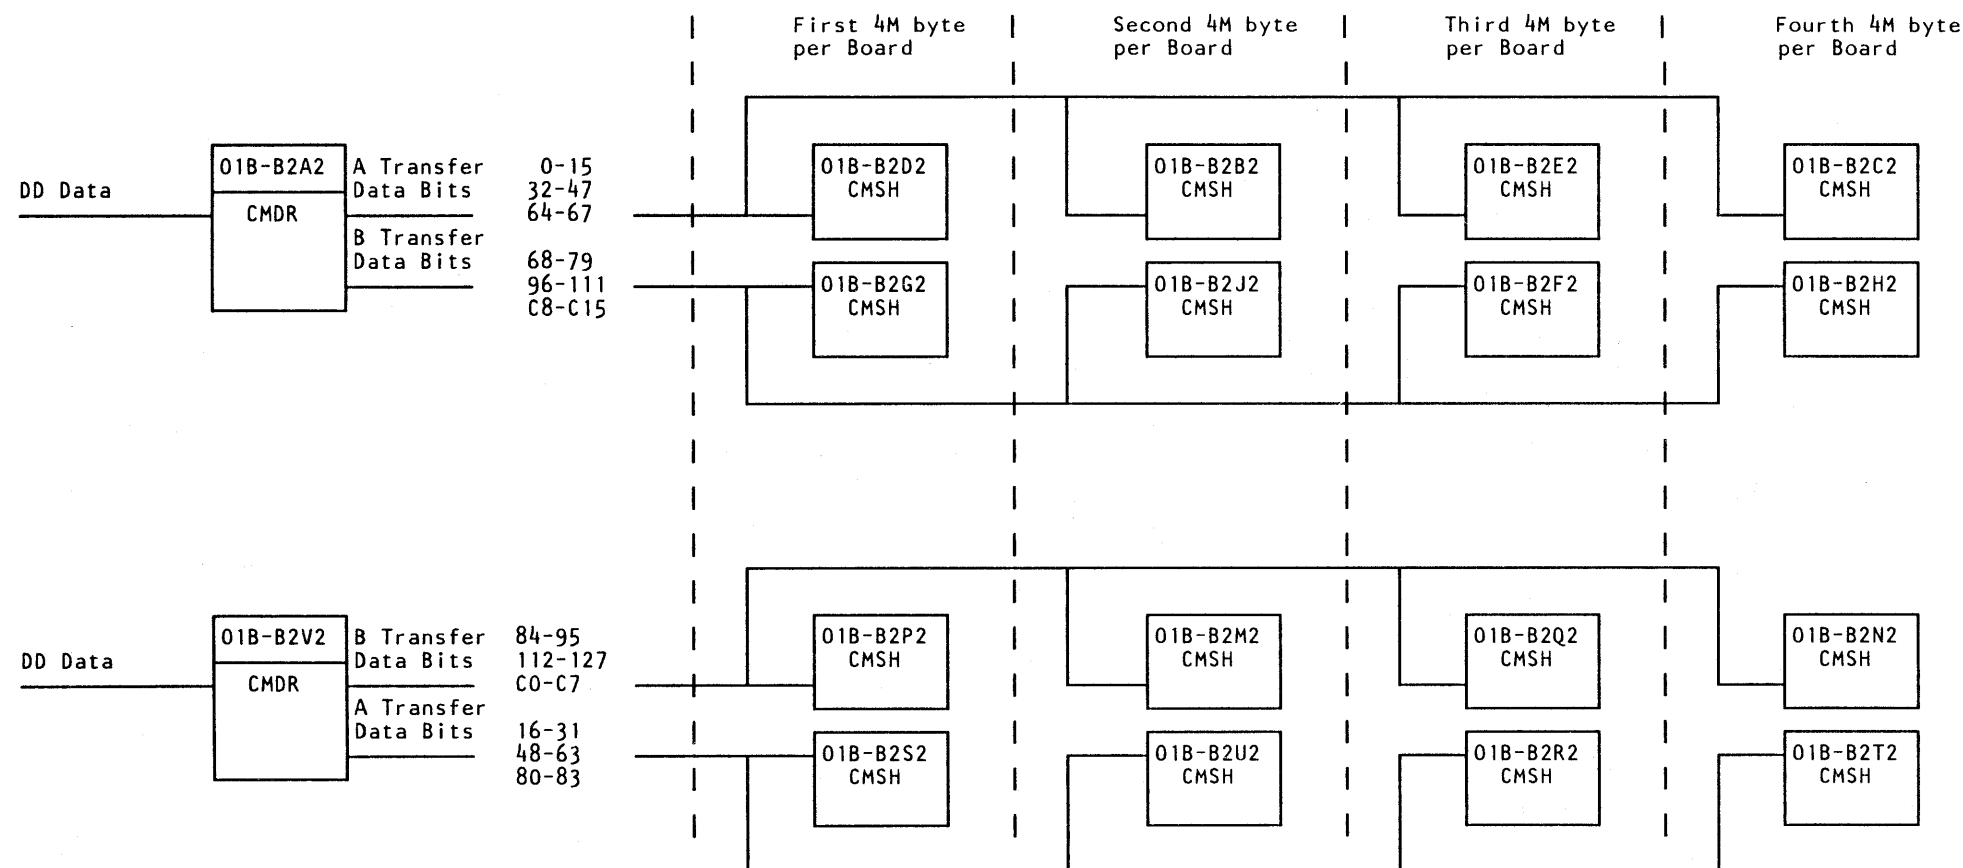 First 4M byte
per Board
Second 4M byte
per Board
Third 4M byte
per Board
Fourth 4M byte
per Board
DD Data
01B-B2A2
CMDR
A Transfer
Data Bits
0-15
32-47
64-67
B Transfer
Data Bits
68-79
96-111
C8-C15
01B-B2D2
CMSH
01B-B2B2
CMSH
01B-B2E2
CMSH
01B-B2C2
CMSH
01B-B2G2
CMSH
01B-B2J2
CMSH
01B-B2F2
CMSH
01B-B2H2
CMSH
DD Data
01B-B2V2
CMDR
B Transfer
Data Bits
84-95
112-127
C0-C7
A Transfer
Data Bits
16-31
48-63
80-83
01B-B2P2
CMSH
01B-B2M2
CMSH
01B-B2Q2
CMSH
01B-B2N2
CMSH
01B-B2S2
CMSH
01B-B2U2
CMSH
01B-B2R2
CMSH
01B-B2T2
CMSH